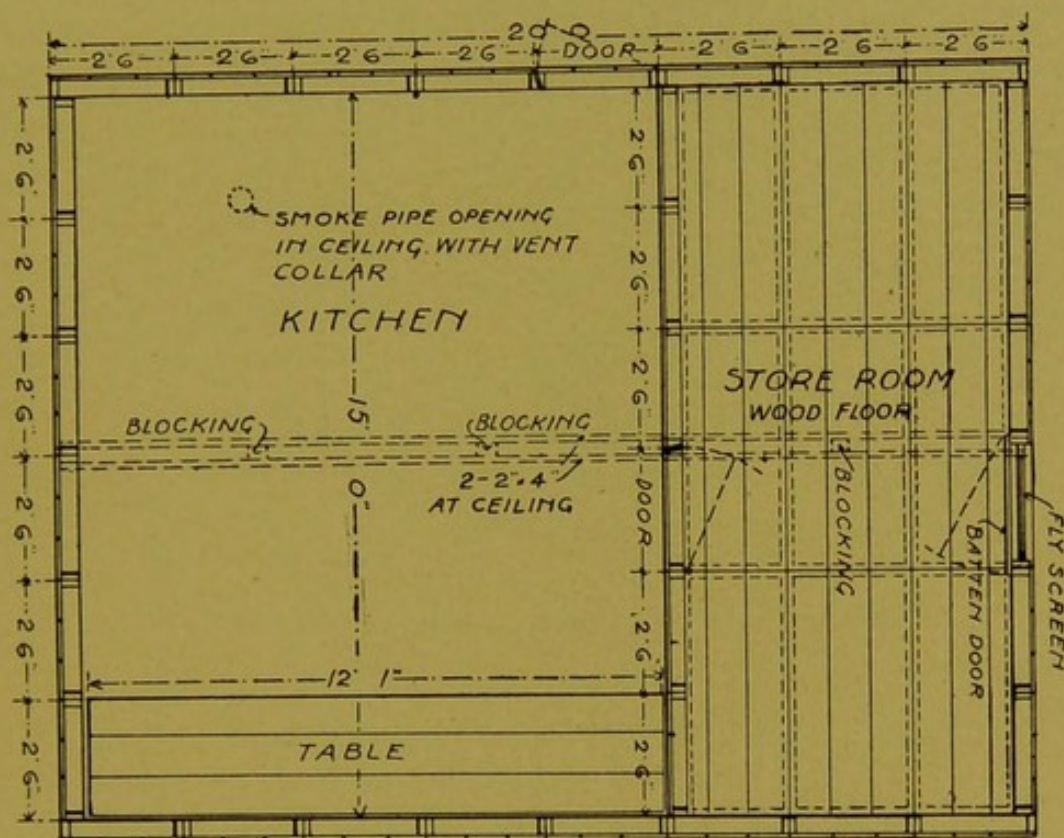 20' 0"
2'6 2'6 2'6 2'6 DOOR 2'6 2'6 2'6
2'6"
2'6"
2'6"
2'6"
2'6"
2'6"
SMOKE PIPE OPENING
IN CEILING. WITH VENT
COLLAR
KITCHEN
15'
0"
BLOCKING
BLOCKING
2-2"×4"
AT CEILING
12' 1"
TABLE
2'6"
2'6"
2'6"
DOOR
2'6"
2'6"
STORE ROOM
WOOD FLOOR
BLOCKING
BATTEN DOOR
FLY SCREEN